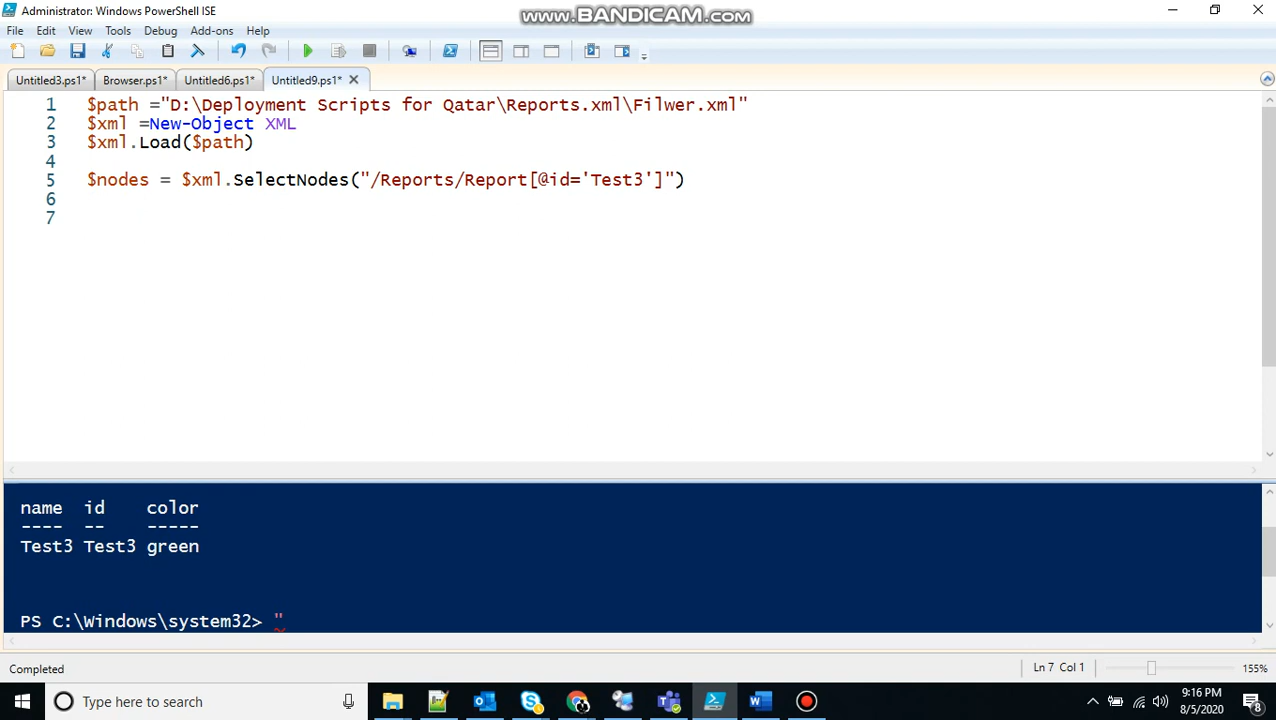 Administrator: Windows PowerShell ISE
www.BANDICAM.com
File Edit View Tools Debug Add-ons Help
Untitled3.ps1* Browser.ps1* Untitled6.ps1* Untitled9.ps1*
1 $path ="D:\Deployment Scripts for Qatar\Reports.xml\Filwer.xml"
2 $xml =New-Object XML
3 $xml.Load($path)
4
5 $nodes = $xml.SelectNodes("/Reports/Report[@id='Test3']")
6
7
name id color
---- -- -----
Test3 Test3 green
PS C:\Windows\system32> "
Completed
Ln 7 Col 1
155%
Type here to search
9:16 PM
8/5/2020
8